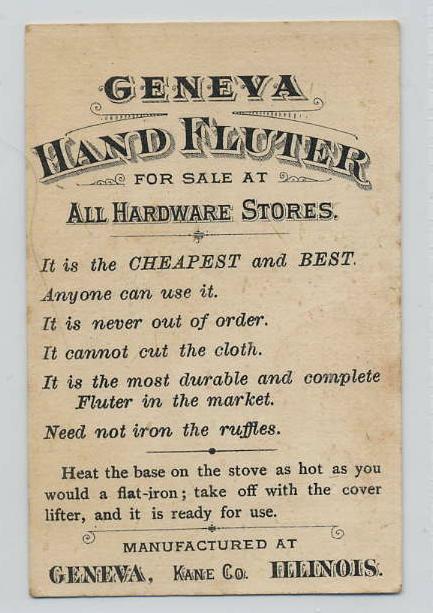 GENEVA
HAND FLUTER
FOR SALE AT
ALL HARDWARE STORES.
It is the CHEAPEST and BEST.
Anyone can use it.
It is never out of order.
It cannot cut the cloth.
It is the most durable and complete
Fluter in the market.
Need not iron the ruffles.
Heat the base on the stove as hot as you
would a flat-iron; take off with the cover
lifter, and it is ready for use.
MANUFACTURED AT
GENEVA, KANE CO. ILLINOIS.